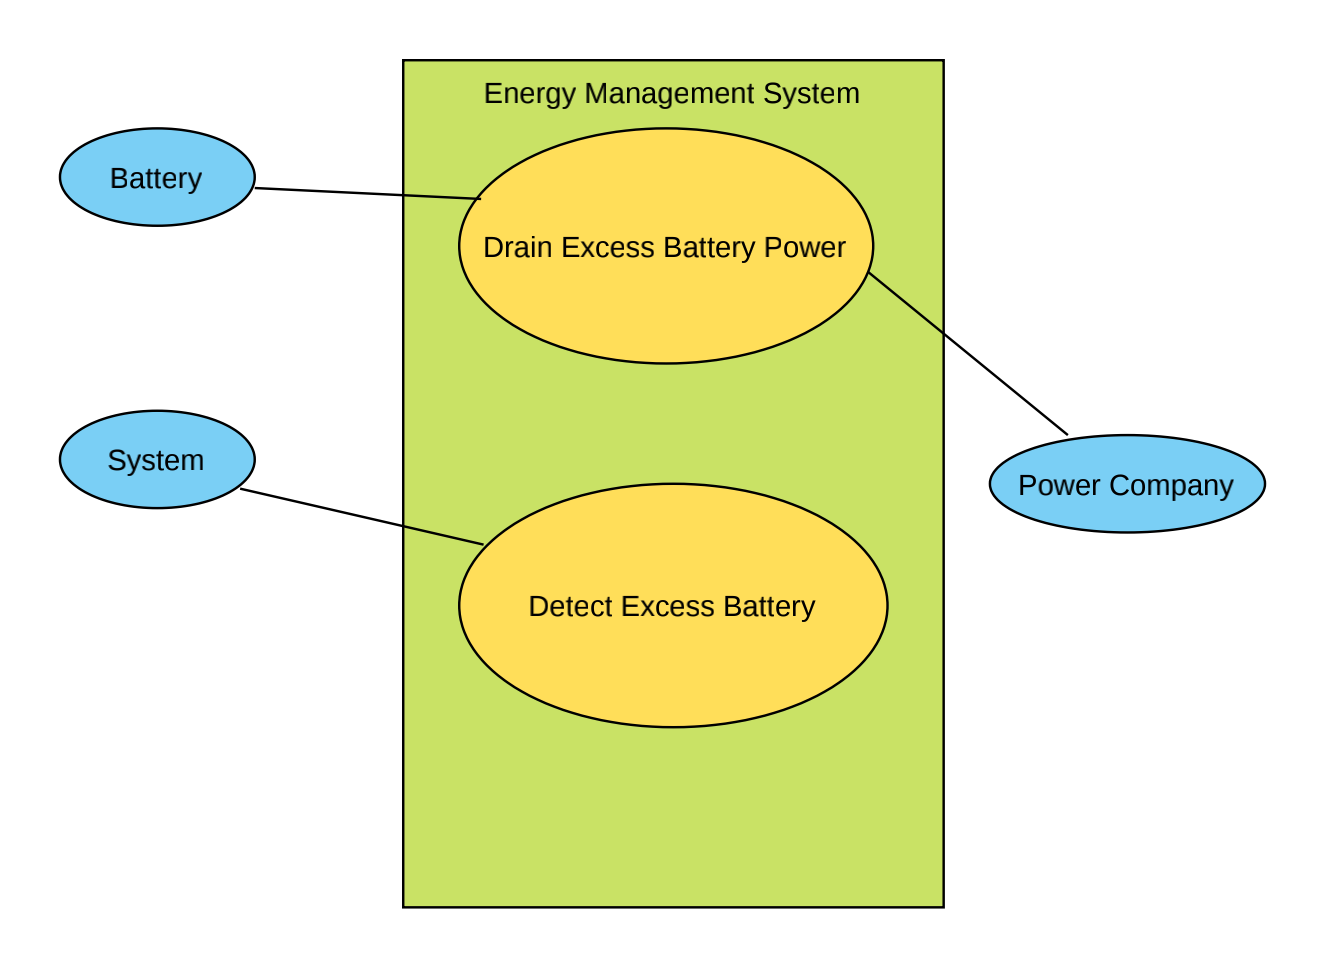 Energy Management System
Battery
Drain Excess Battery Power
System
Power Company
Detect Excess Battery